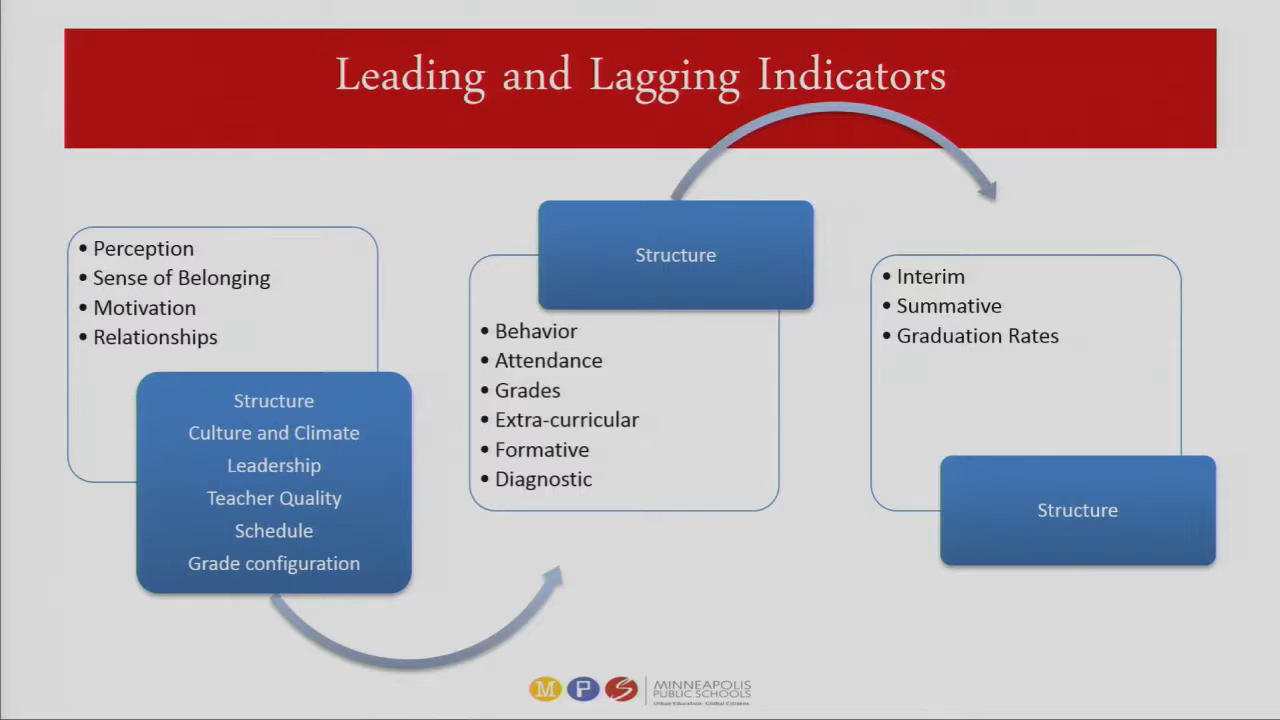 Leading and Lagging Indicators
• Perception
• Sense of Belonging
• Motivation
• Relationships
Structure
Culture and Climate
Leadership
Teacher Quality
Schedule
Grade configuration
Structure
• Behavior
• Attendance
• Grades
• Extra-curricular
• Formative
• Diagnostic
• Interim
• Summative
• Graduation Rates
Structure
M P S
MINNEAPOLIS
PUBLIC SCHOOLS
Urban Education. Global Citizens.